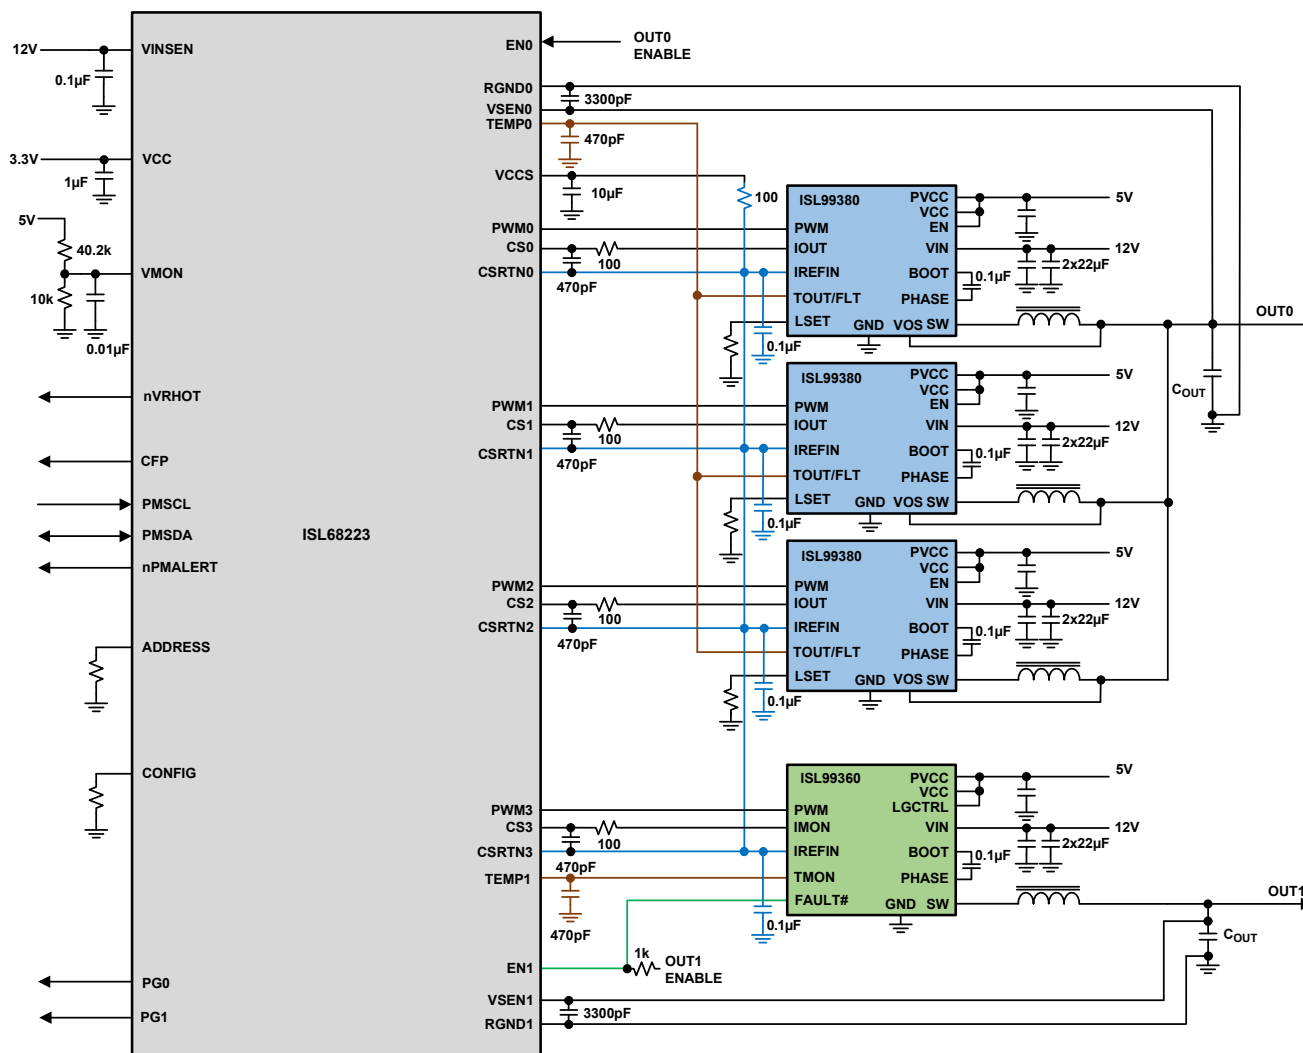 12V
VINSEN
0.1µF
3.3V
VCC
1µF
5V
40.2k
VMON
10k
0.01µF
nVRHOT
CFP
PMSCL
PMSDA
nPMALERT
ADDRESS
CONFIG
PG0
PG1
ISL68223
EN0
OUT0
ENABLE
RGND0
3300pF
VSEN0
TEMP0
470pF
VCCS
10µF
100
PWM0
CS0
100
CSRTN0
470pF
0.1µF
PWM1
CS1
100
CSRTN1
470pF
0.1µF
PWM2
CS2
100
CSRTN2
470pF
0.1µF
PWM3
CS3
100
CSRTN3
470pF
TEMP1
470pF
0.1µF
EN1
1k
OUT1
ENABLE
VSEN1
3300pF
RGND1
ISL99380
PVCC
VCC
EN
PWM
IOUT
VIN
IREFIN
BOOT
TOUT/FLT
PHASE
LSET
GND
VOS
SW
5V
12V
2x22µF
0.1µF
OUT0
COUT
ISL99380
PVCC
VCC
EN
PWM
IOUT
VIN
IREFIN
BOOT
TOUT/FLT
PHASE
LSET
GND
VOS
SW
5V
12V
2x22µF
0.1µF
ISL99380
PVCC
VCC
EN
PWM
IOUT
VIN
IREFIN
BOOT
TOUT/FLT
PHASE
LSET
GND
VOS
SW
5V
12V
2x22µF
0.1µF
ISL99360
PVCC
VCC
LGCTRL
PWM
IMON
VIN
IREFIN
BOOT
TMON
PHASE
FAULT#
GND
SW
5V
12V
2x22µF
0.1µF
OUT1
COUT